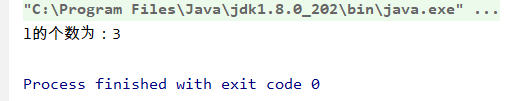 "C:\Program Files\Java\jdk1.8.0_202\bin\java.exe" ...
l的个数为：3
Process finished with exit code 0